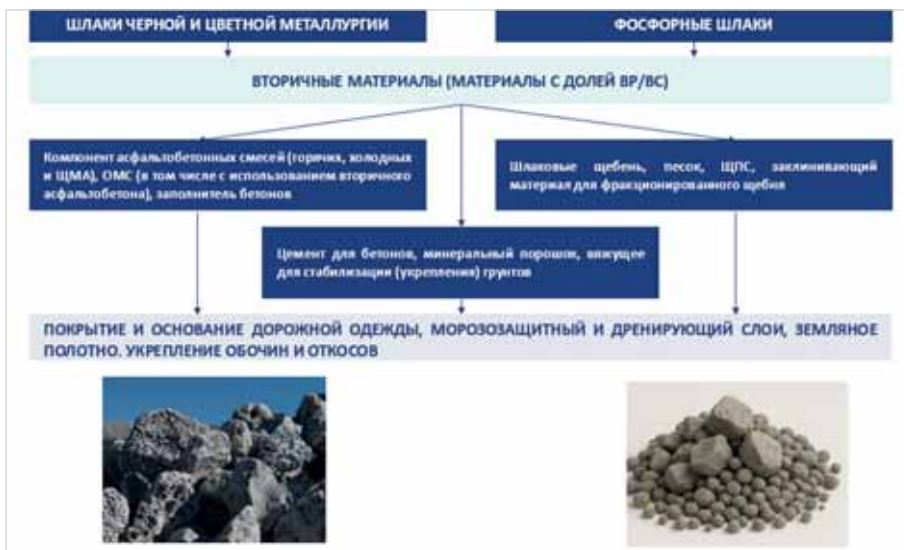 ШЛАКИ ЧЕРНОЙ И ЦВЕТНОЙ МЕТАЛЛУРГИИ
ФОСФОРНЫЕ ШЛАКИ
ВТОРИЧНЫЕ МАТЕРИАЛЫ (МАТЕРИАЛЫ С ДОЛЕЙ ВР/ВС)
Компонент асфальтобетонных смесей (горячих, холодных
и ЩМА), ОМС (в том числе с использованием вторичного
асфальтобетона), заполнитель бетонов
Шлаковые щебень, песок, ЩПС, заклинивающий
материал для фракционированного щебня
Цемент для бетонов, минеральный порошок, вяжущее
для стабилизации (укрепления) грунтов
ПОКРЫТИЕ И ОСНОВАНИЕ ДОРОЖНОЙ ОДЕЖДЫ, МОРОЗОЗАЩИТНЫЙ И ДРЕНИРУЮЩИЙ СЛОИ, ЗЕМЛЯНОЕ
ПОЛОТНО. УКРЕПЛЕНИЕ ОБОЧИН И ОТКОСОВ